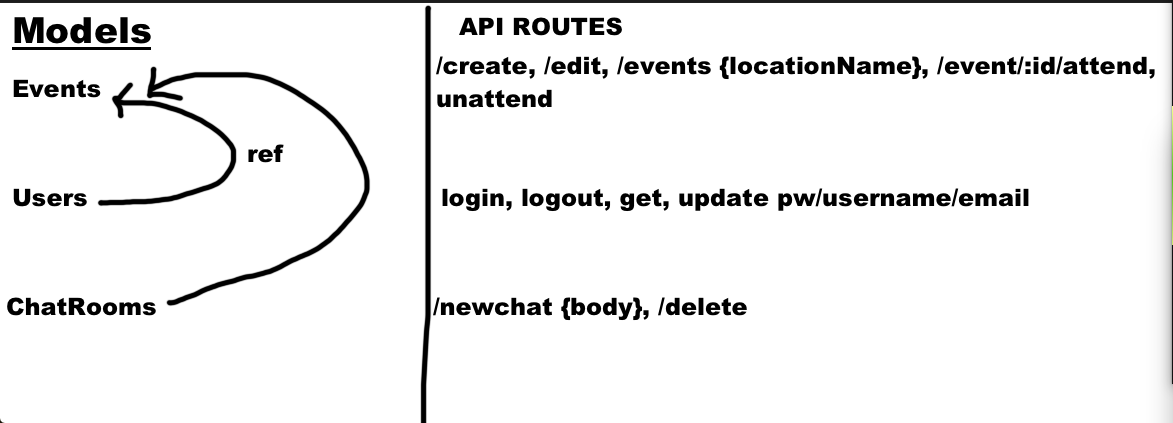 Models
API ROUTES
Events
/create, /edit, /events {locationName}, /event/:id/attend,
unattend
ref
Users
login, logout, get, update pw/username/email
ChatRooms
/newchat {body}, /delete